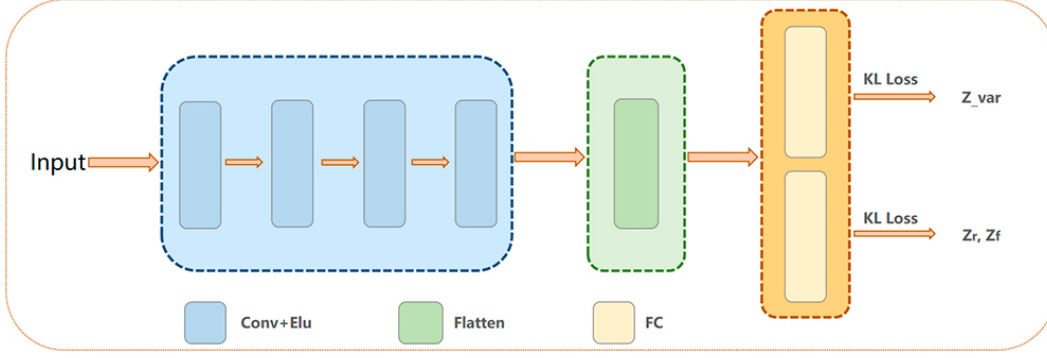 Input
KL Loss
Z_var
KL Loss
Zr, Zf
Conv+Elu
Flatten
FC